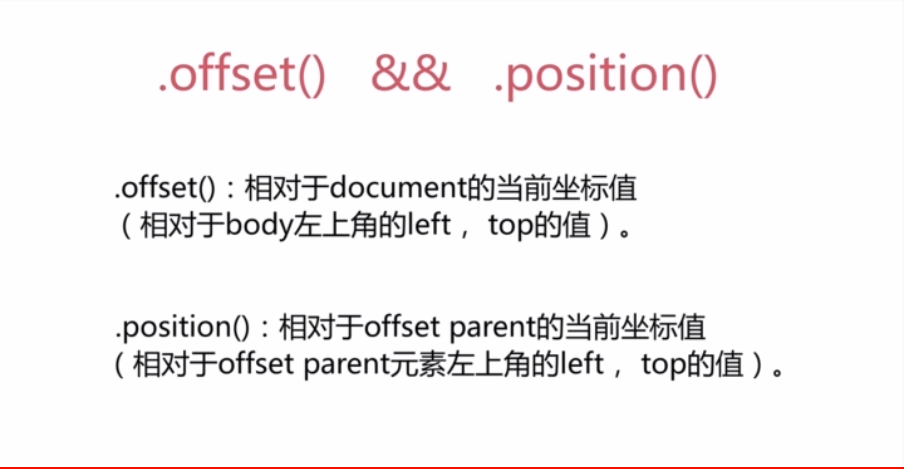 .offset() && .position()
.offset()：相对于document的当前坐标值
（相对于body左上角的left， top的值）。
.position()：相对于offset parent的当前坐标值
（相对于offset parent元素左上角的left， top的值）。